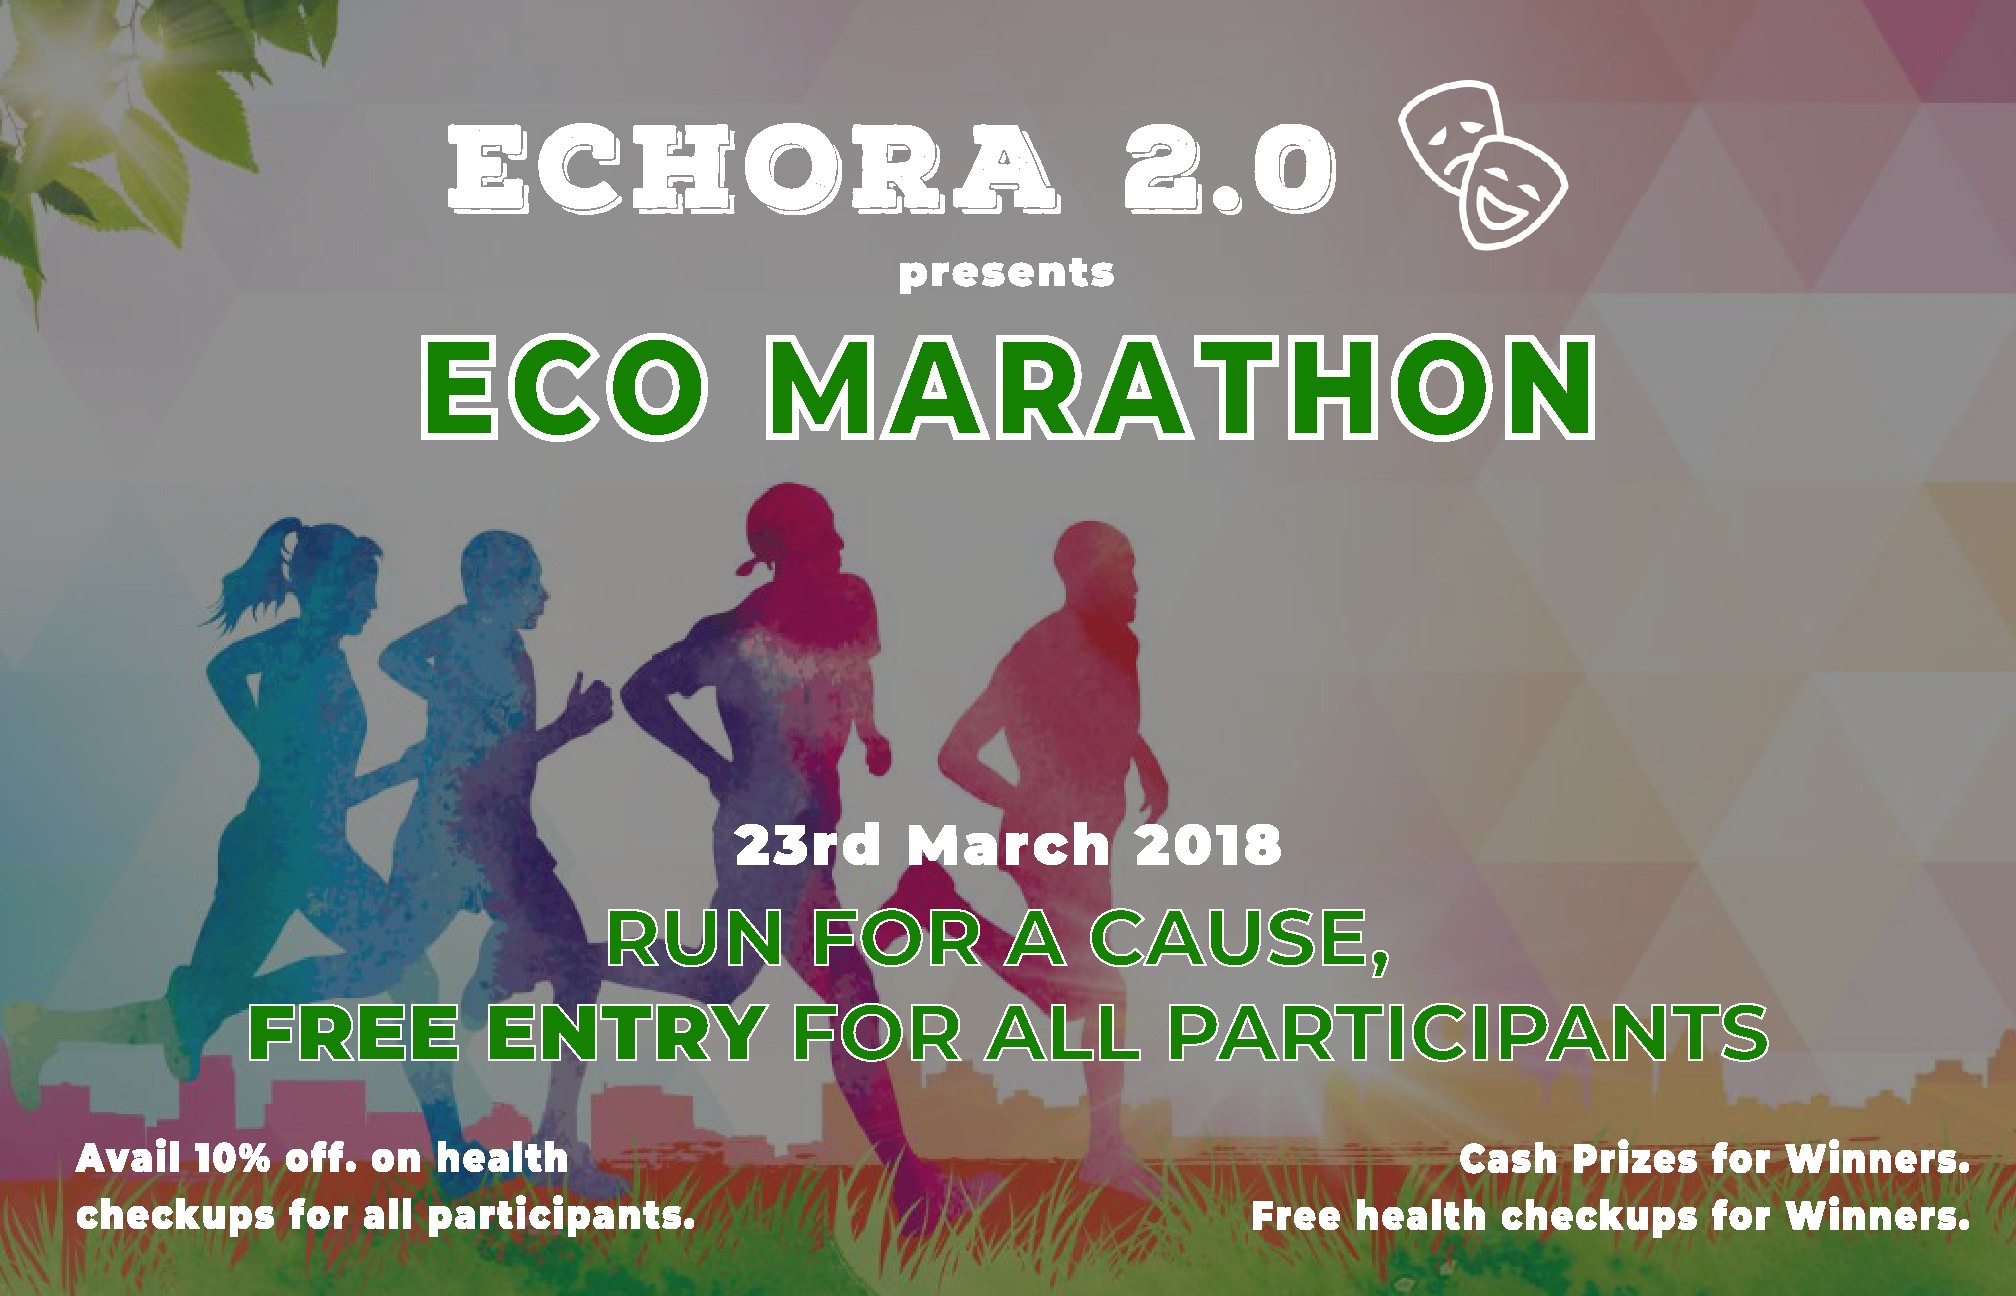 ECHORA 2.0
presents
ECO MARATHON
23rd March 2018
RUN FOR A CAUSE,
FREE ENTRY FOR ALL PARTICIPANTS
Avail 10% off. on health
checkups for all participants.
Cash Prizes for Winners.
Free health checkups for Winners.